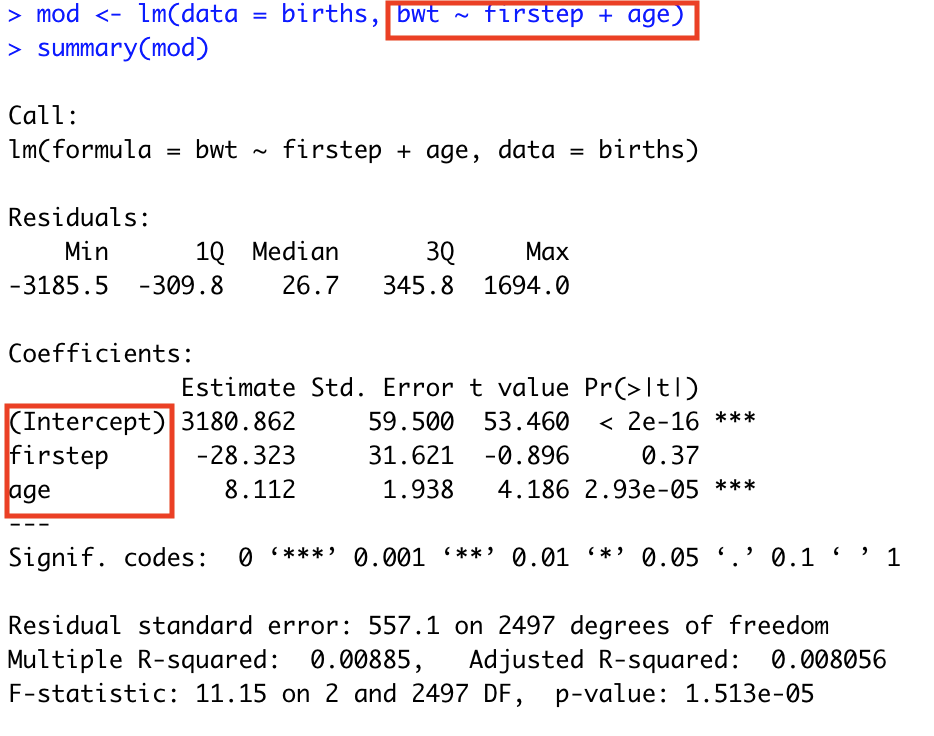 > mod <- lm(data = births, bwt ~ firstep + age)
> summary(mod)
Call:
lm(formula = bwt ~ firstep + age, data = births)
Residuals:
    Min      1Q  Median      3Q     Max
-3185.5  -309.8    26.7   345.8  1694.0
Coefficients:
            Estimate Std. Error t value Pr(>|t|)
(Intercept) 3180.862     59.500  53.460  < 2e-16 ***
firstep      -28.323     31.621  -0.896     0.37
age            8.112      1.938   4.186 2.93e-05 ***
---
Signif. codes:  0 ‘***’ 0.001 ‘**’ 0.01 ‘*’ 0.05 ‘.’ 0.1 ‘ ’ 1
Residual standard error: 557.1 on 2497 degrees of freedom
Multiple R-squared:  0.00885,	Adjusted R-squared:  0.008056
F-statistic: 11.15 on 2 and 2497 DF,  p-value: 1.513e-05